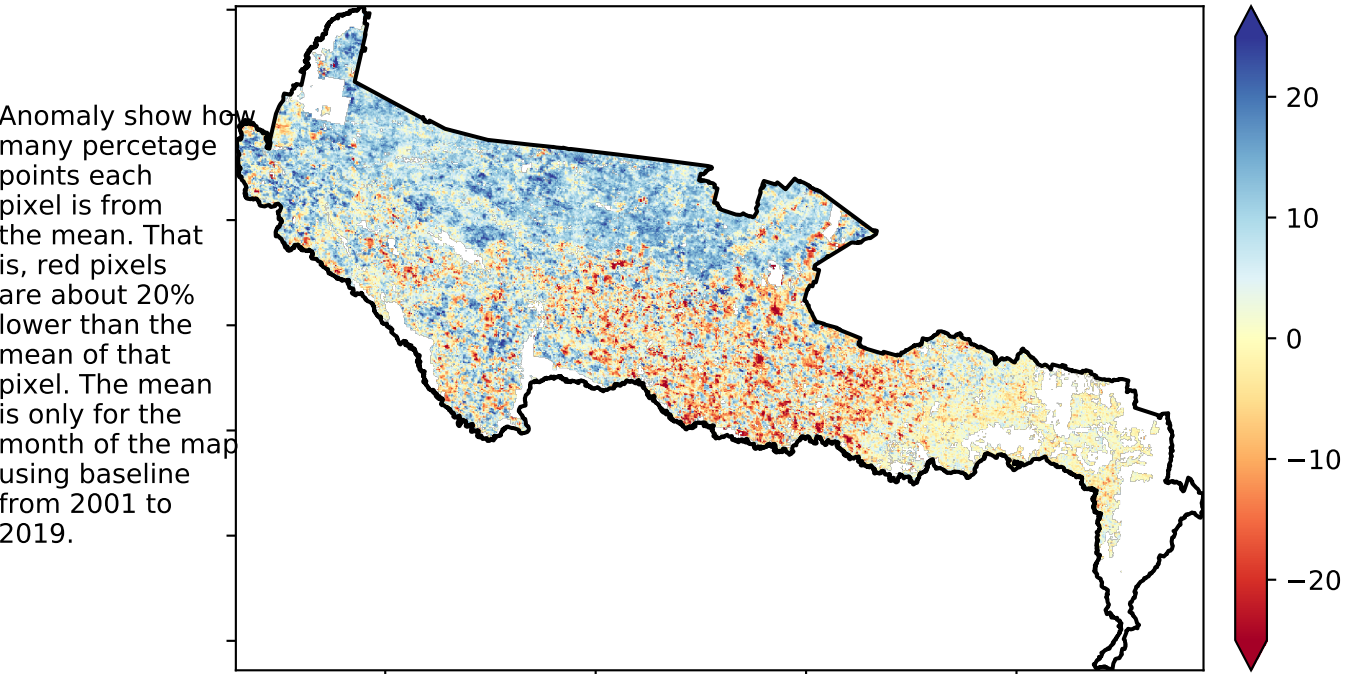 Anomaly show how
many percetage
points each
pixel is from
the mean. That
is, red pixels
are about 20%
lower than the
mean of that
pixel. The mean
is only for the
month of the map
using baseline
from 2001 to
2019.
20
10
0
−10
−20